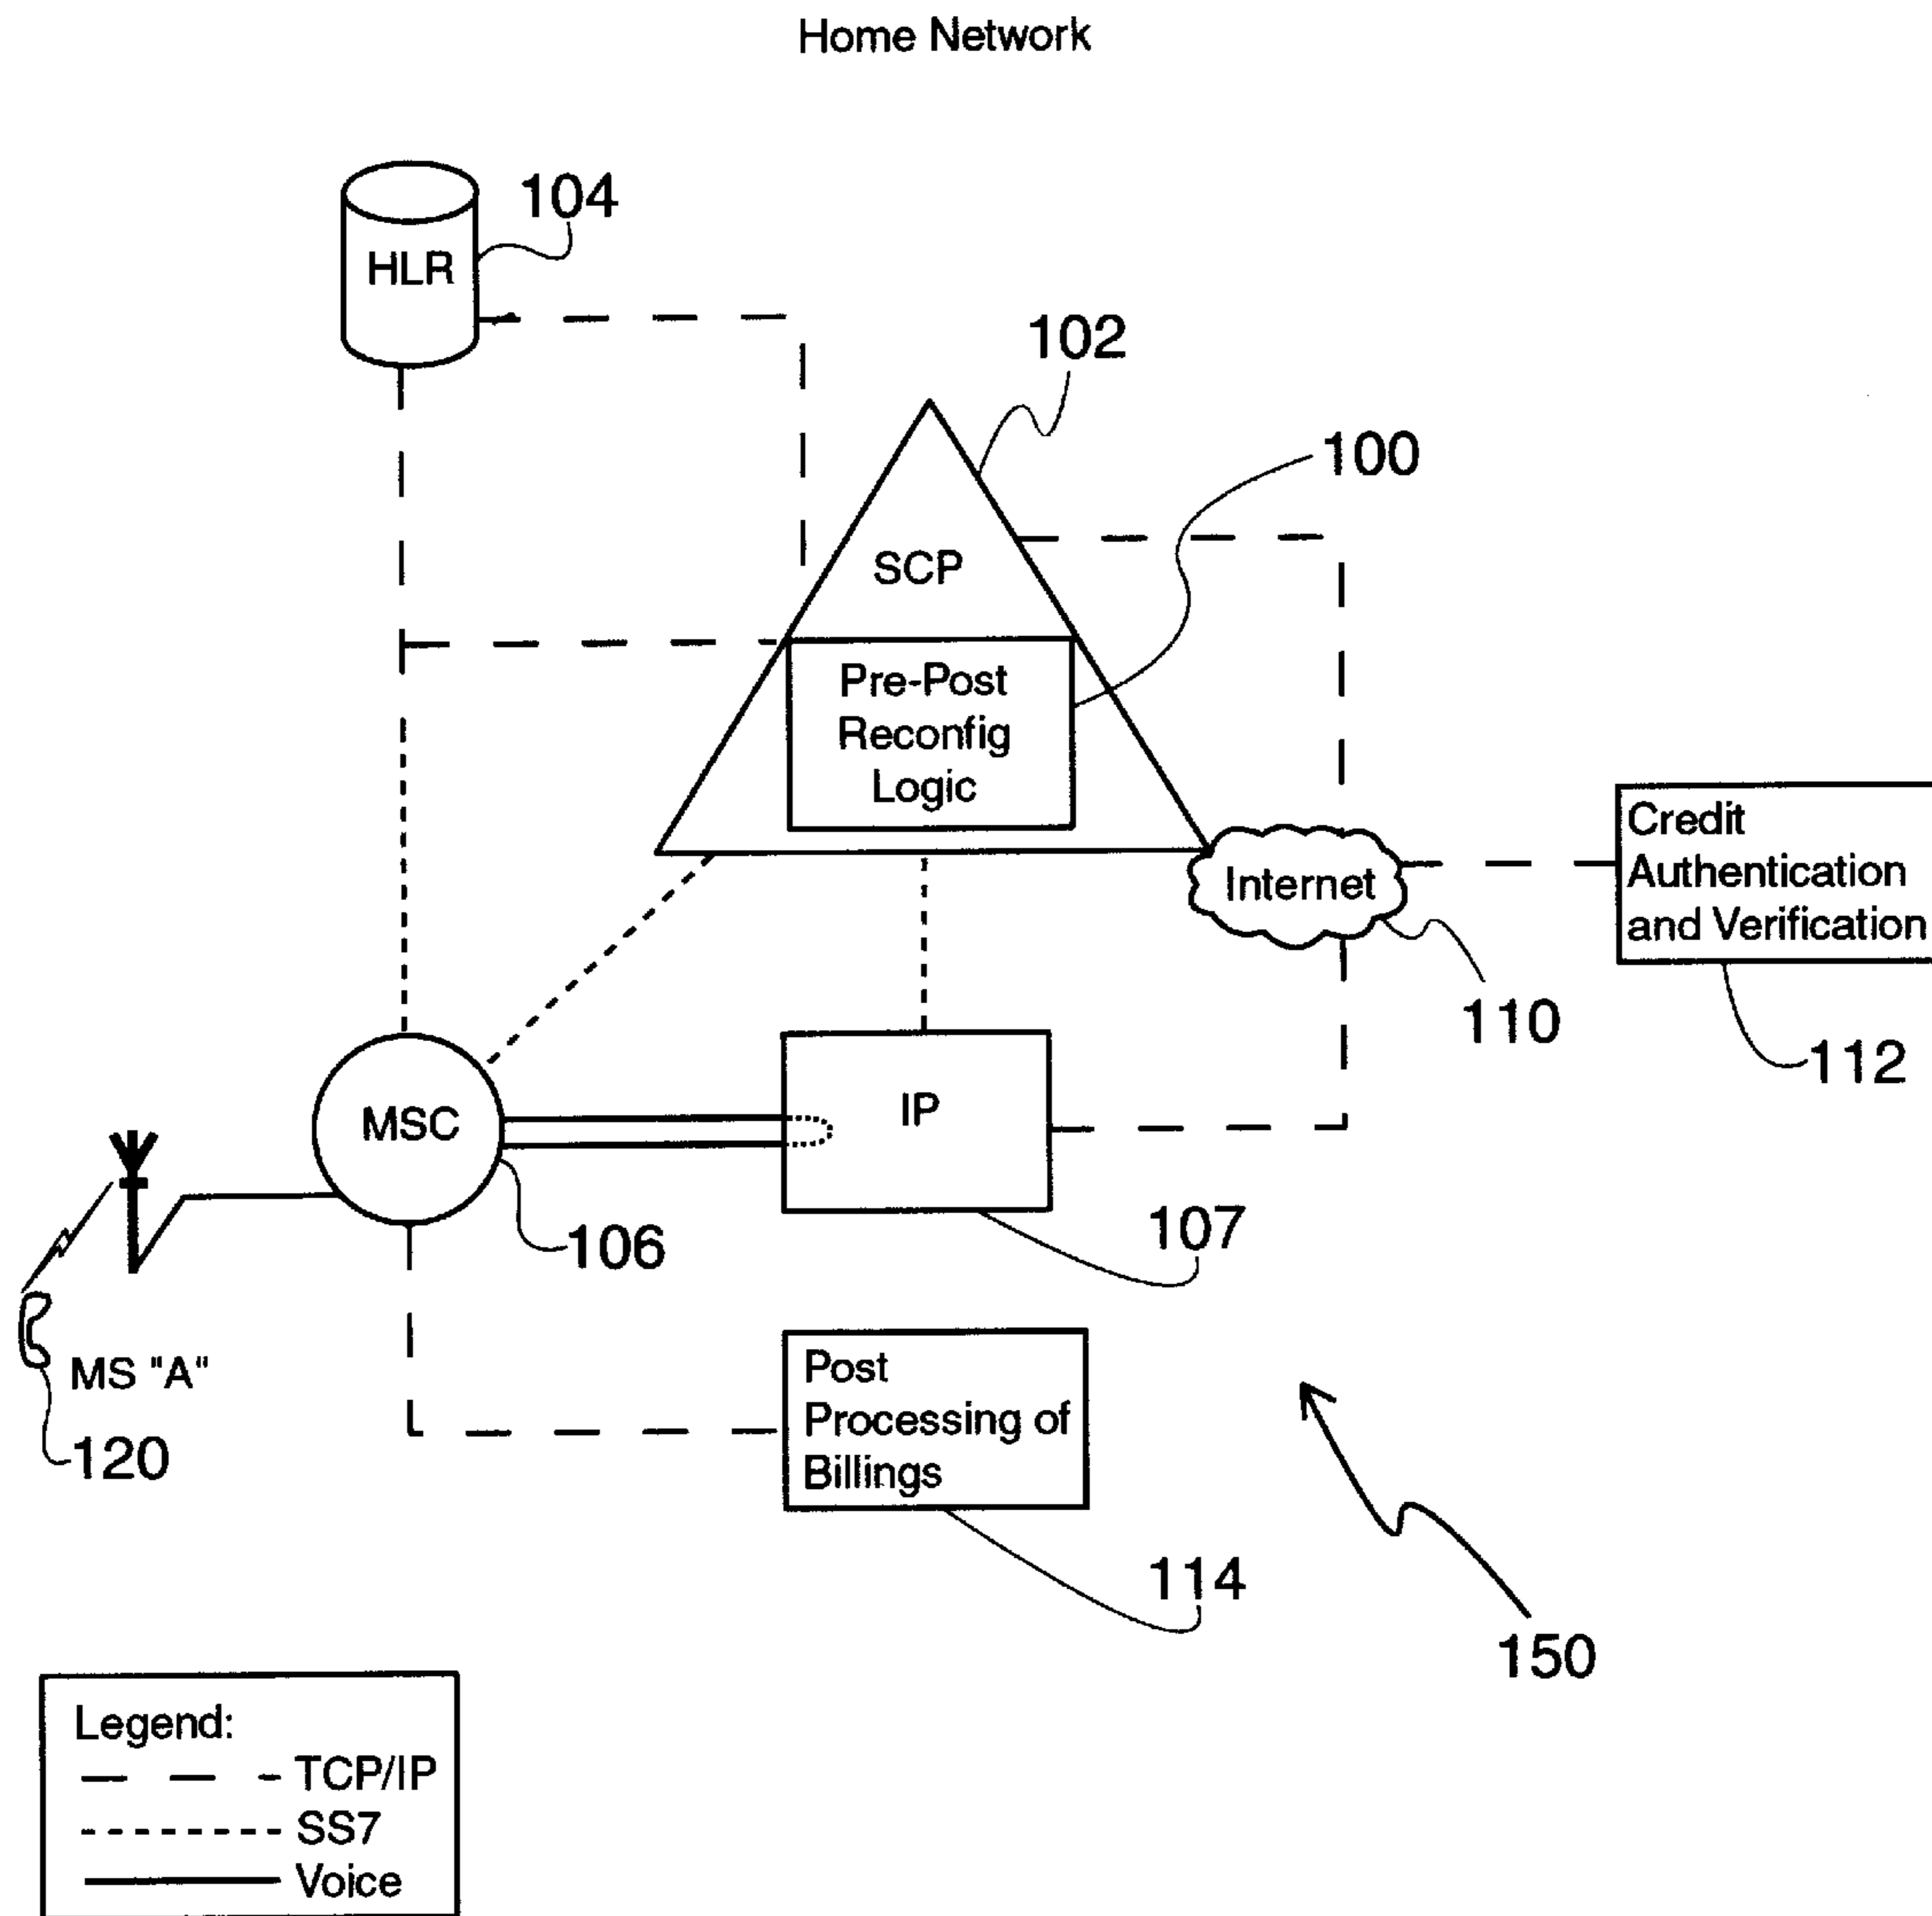 Home Network
104
HLR
102
100
SCP
Pre-Post
Reconfig
Logic
Credit
Authentication
and Verification
Internet
110
112
MSC
IP
106
107
MS "A"
120
Post
Processing of
Billings
114
150
Legend:
TCP/IP
SS7
Voice